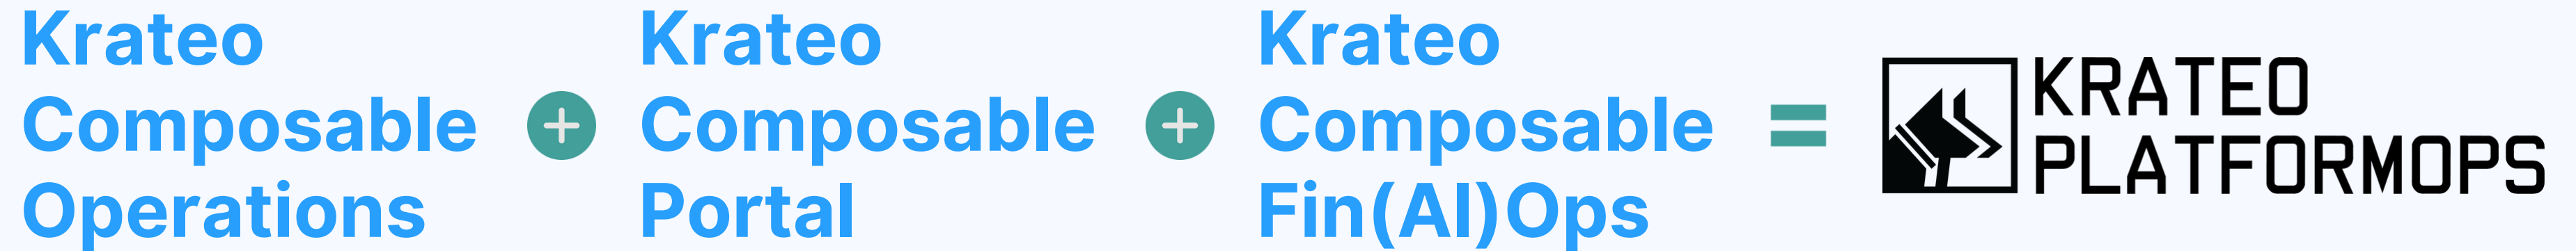 Krateo
Composable
Operations
+
Krateo
Composable
Portal
+
Krateo
Composable
Fin(AI)Ops
=
KRATEO
PLATFORMOPS